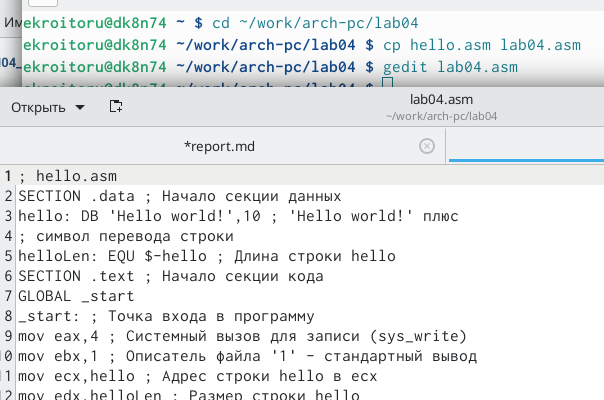 Им
ekroitoru@dk8n74 ~ $ cd ~/work/arch-pc/lab04
ekroitoru@dk8n74 ~/work/arch-pc/lab04 $ cp hello.asm lab04.asm
04_
ekroitoru@dk8n74 ~/work/arch-pc/lab04 $ gedit lab04.asm
ekroitoru@dk8n74 ~/work/arch-pc/lab04 $
Открыть
lab04.asm
~/work/arch-pc/lab04
*report.md
1 ; hello.asm
2 SECTION .data ; Начало секции данных
3 hello: DB 'Hello world!',10 ; 'Hello world!' плюс
4 ; символ перевода строки
5 helloLen: EQU $-hello ; Длина строки hello
6 SECTION .text ; Начало секции кода
7 GLOBAL _start
8 _start: ; Точка входа в программу
9 mov eax,4 ; Системный вызов для записи (sys_write)
10 mov ebx,1 ; Описатель файла '1' - стандартный вывод
11 mov ecx,hello ; Адрес строки hello в ecx
12 mov edx,helloLen ; Размер строки hello